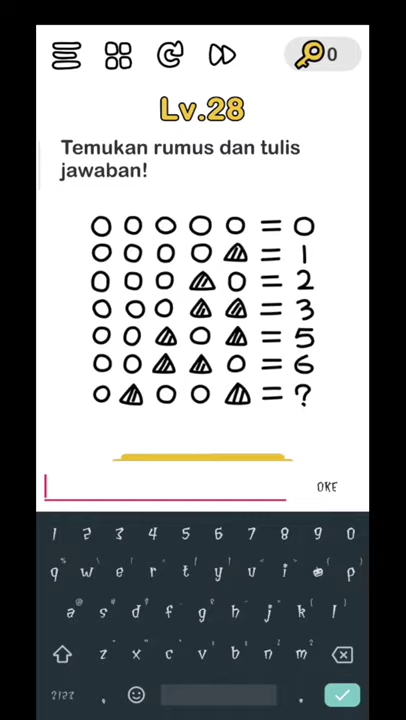 0
Lv.28
Temukan rumus dan tulis
jawaban!
= 0
= 1
= 2
= 3
= 5
= 6
= ?
OKE
1 2 3 4 5 6 7 8 9 0
q w e r t y u i o p
a s d f g h j k l
z x c v b n m
?123 , .